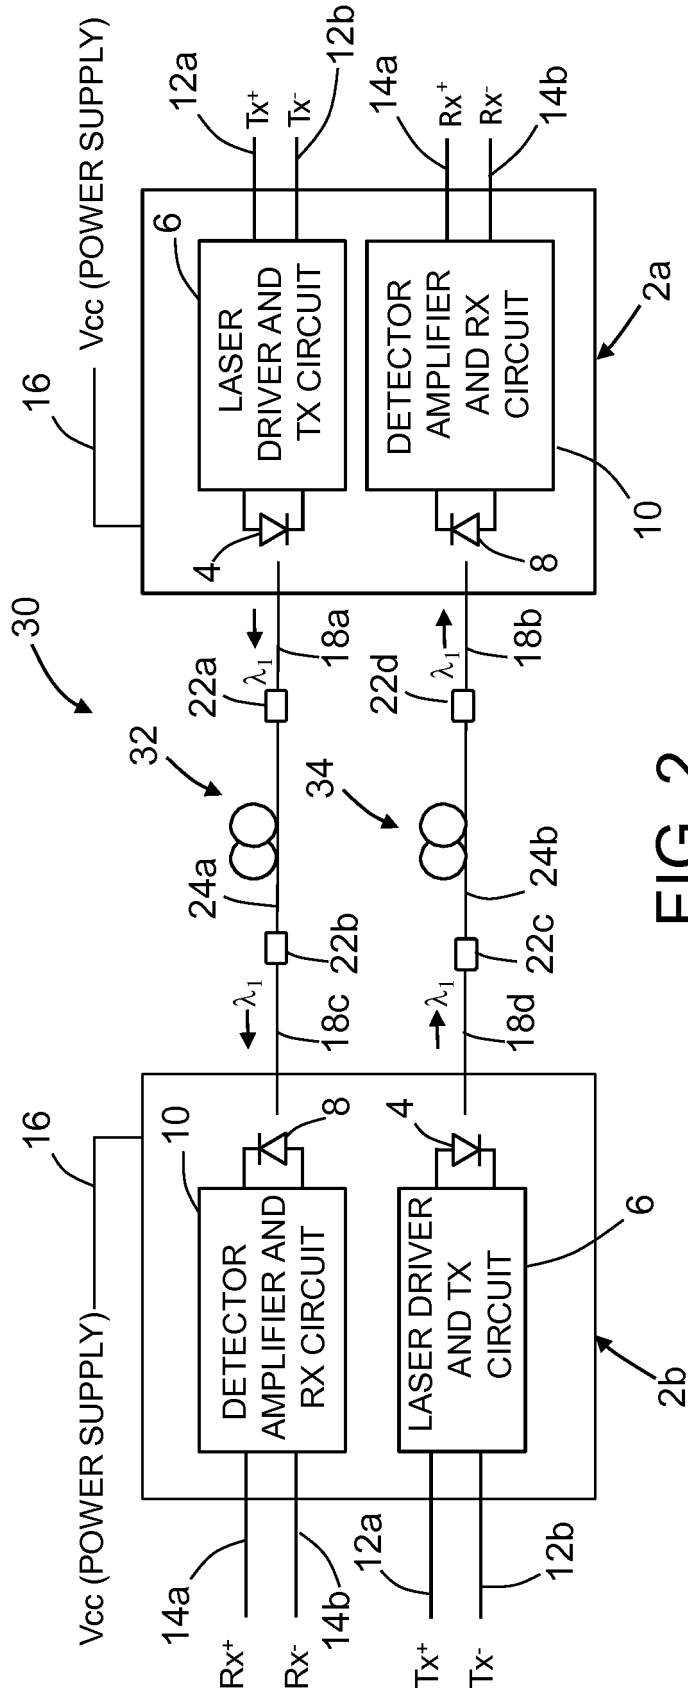 30
16
16
Vcc (POWER SUPPLY)
Vcc (POWER SUPPLY)
14a
10
32
6
12a
Rx⁺
DETECTOR
AMPLIFIER AND
RX CIRCUIT
24a
22a
4
LASER
DRIVER AND
TX CIRCUIT
Tx⁺
λ₁
λ₁
Rx⁻
Tx⁻
14b
8
18c
22b
34
18a
12b
12a
4
22d
14a
Tx⁺
LASER DRIVER
AND TX
CIRCUIT
λ₁
λ₁
DETECTOR
AMPLIFIER
AND RX
CIRCUIT
Rx⁺
Tx⁻
Rx⁻
12b
18d
22c
24b
18b
8
14b
6
10
2b
2a
FIG. 2